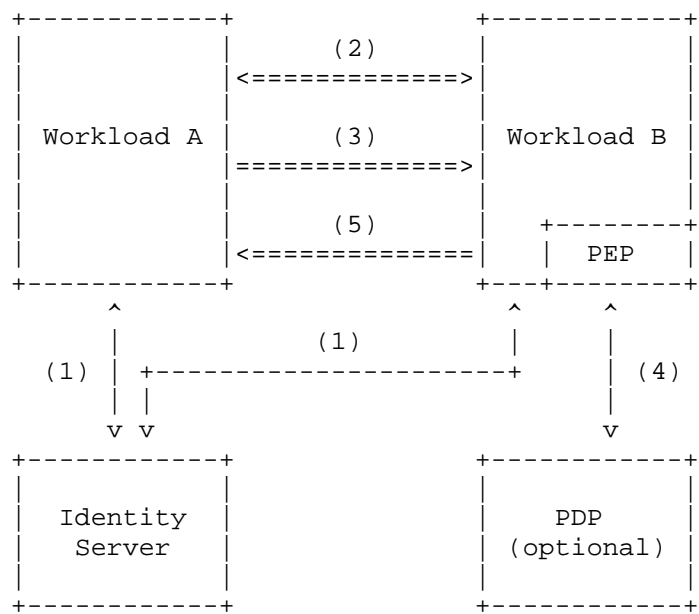 (2)
Workload A (3) Workload B
(5)
PEP
(1)
(1) (4)
Identity PDP
Server (optional)